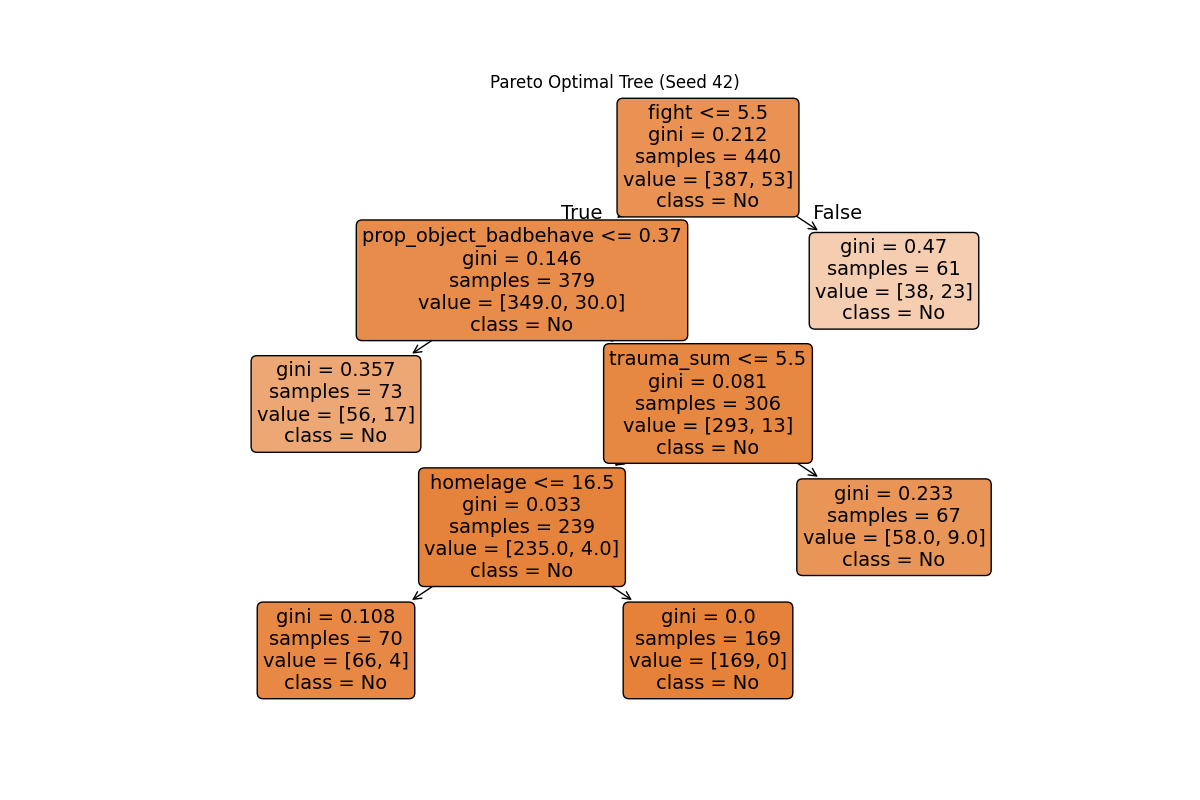 Pareto Optimal Tree (Seed 42)
fight <= 5.5
gini = 0.212
samples = 440
value = [387, 53]
class = No
True
False
prop_object_badbehave <= 0.37
gini = 0.146
samples = 379
value = [349.0, 30.0]
class = No
gini = 0.47
samples = 61
value = [38, 23]
class = No
gini = 0.357
samples = 73
value = [56, 17]
class = No
trauma_sum <= 5.5
gini = 0.081
samples = 306
value = [293, 13]
class = No
homelage <= 16.5
gini = 0.033
samples = 239
value = [235.0, 4.0]
class = No
gini = 0.233
samples = 67
value = [58.0, 9.0]
class = No
gini = 0.108
samples = 70
value = [66, 4]
class = No
gini = 0.0
samples = 169
value = [169, 0]
class = No